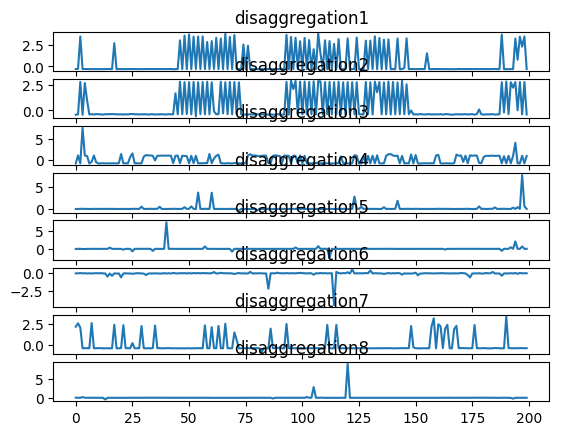 disaggregation1
2.5
0.0
disaggregation2
2.5
0.0
disaggregation3
5
0
disaggregation4
5
0
disaggregation5
5
0
disaggregation6
0.0
−2.5
disaggregation7
2.5
0.0
disaggregation8
5
0
0 25 50 75 100 125 150 175 200